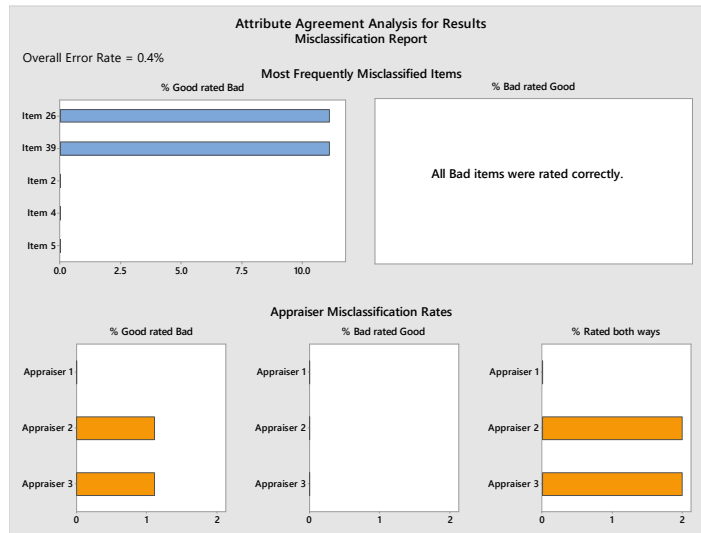 Attribute Agreement Analysis for Results
Misclassification Report
Overall Error Rate = 0.4%
Most Frequently Misclassified Items
% Good rated Bad
% Bad rated Good
Item 26
Item 39
Item 2
Item 4
Item 5
0.0 2.5 5.0 7.5 10.0
All Bad items were rated correctly.
Appraiser Misclassification Rates
% Good rated Bad
Appraiser 1
Appraiser 2
Appraiser 3
0 1 2
% Bad rated Good
Appraiser 1
Appraiser 2
Appraiser 3
0 1 2
% Rated both ways
Appraiser 1
Appraiser 2
Appraiser 3
0 1 2